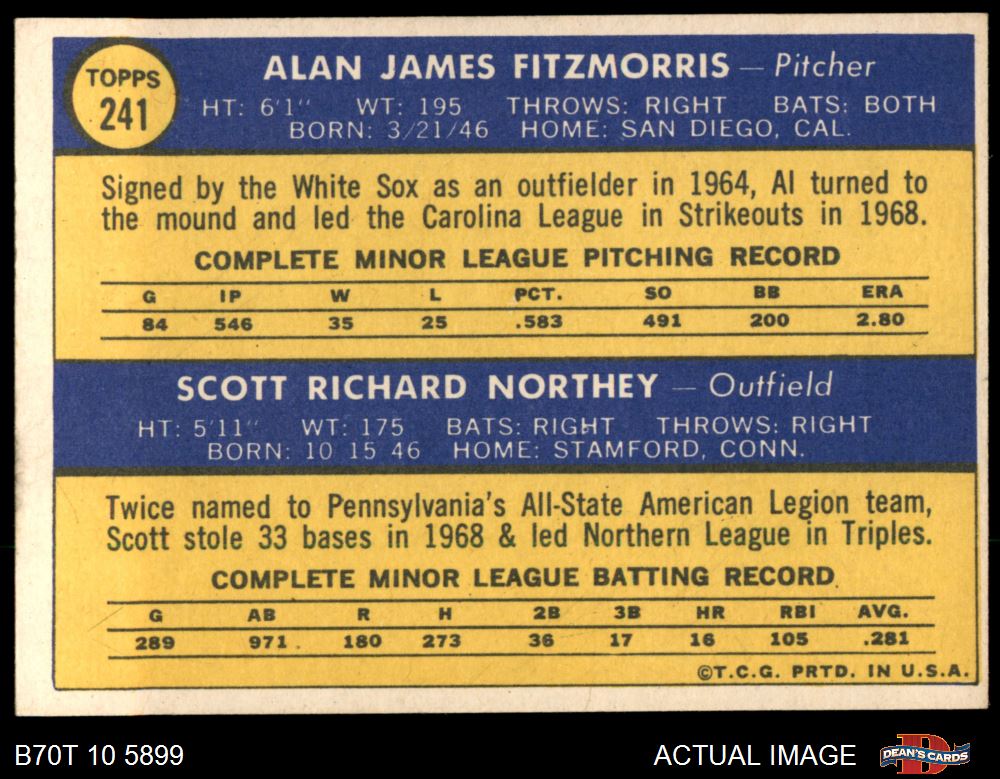 TOPPS
241
ALAN JAMES FITZMORRIS — Pitcher
HT: 6'1" WT: 195 THROWS: RIGHT BATS: BOTH
BORN: 3/21/46 HOME: SAN DIEGO, CAL.
Signed by the White Sox as an outfielder in 1964, Al turned to
the mound and led the Carolina League in Strikeouts in 1968.
COMPLETE MINOR LEAGUE PITCHING RECORD
G IP W L PCT. SO BB ERA
84 546 35 25 .583 491 200 2.80
SCOTT RICHARD NORTHEY — Outfield
HT: 5'11" WT: 175 BATS: RIGHT THROWS: RIGHT
BORN: 10 15 46 HOME: STAMFORD, CONN.
Twice named to Pennsylvania's All-State American Legion team,
Scott stole 33 bases in 1968 & led Northern League in Triples.
COMPLETE MINOR LEAGUE BATTING RECORD
G AB R H 2B 3B HR RBI AVG.
289 971 180 273 36 17 16 105 .281
©T.C.G. PRTD. IN U.S.A.
B70T 10 5899 ACTUAL IMAGE DEAN'S CARDS